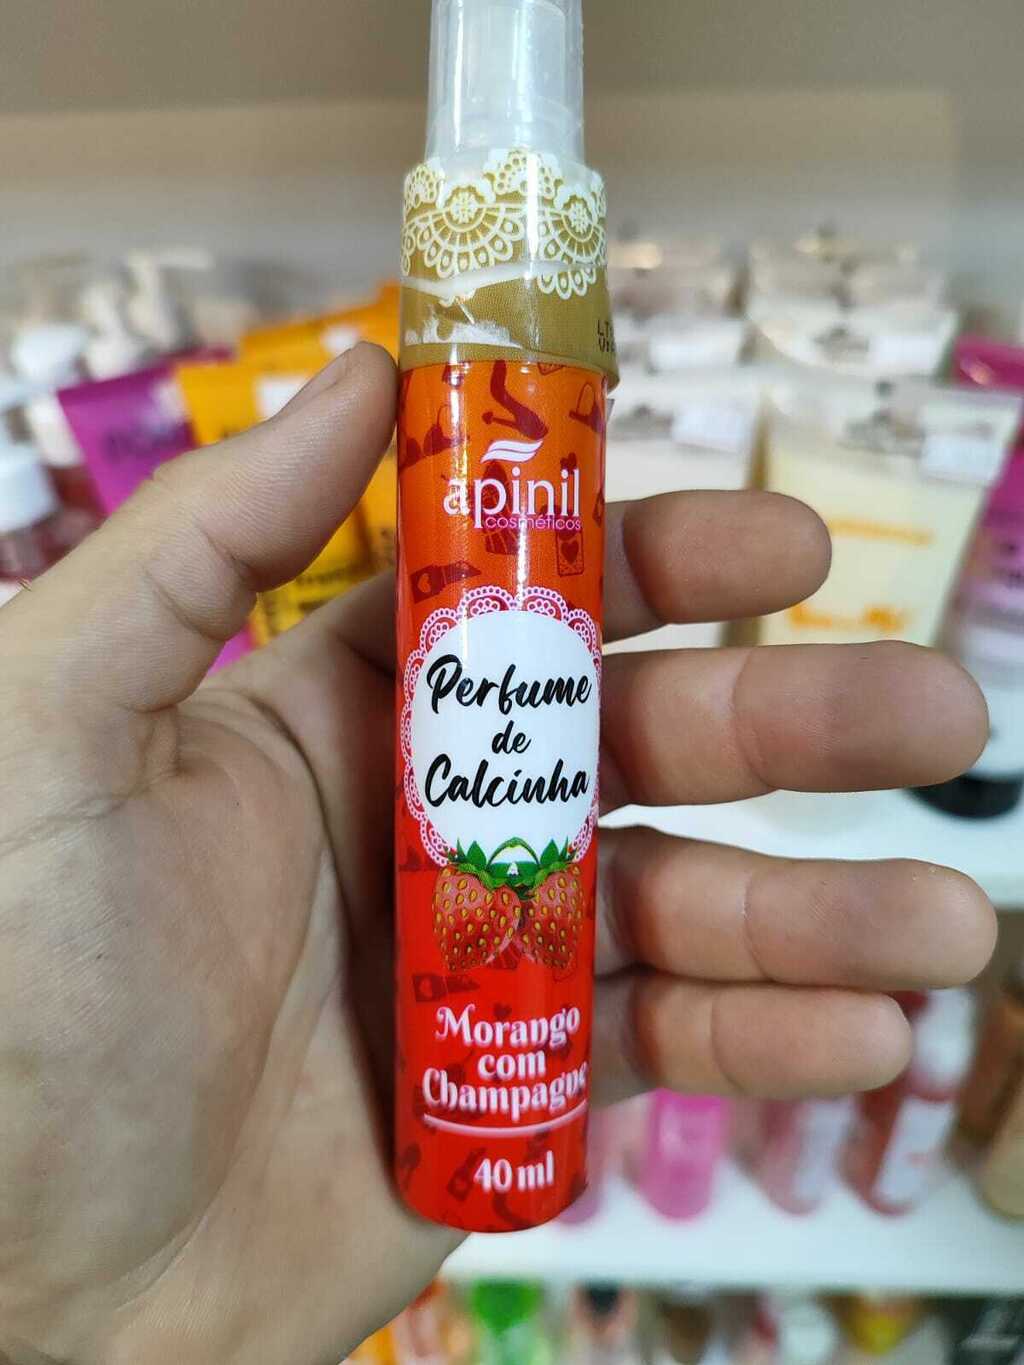 apinil
cosméticos
Perfume
de
Calcinha
Morango
com
Champagne
40 ml